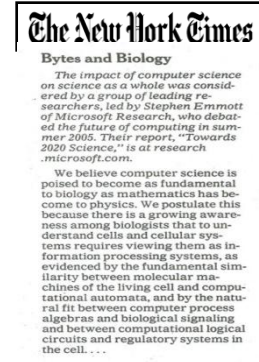 The New York Times
Bytes and Biology
The impact of computer science
on science as a whole was consid-
ered by a group of leading re-
searchers, led by Stephen Emmott
of Microsoft Research, who debat-
ed the future of computing in sum-
mer 2005. Their report, "Towards
2020 Science," is at research
.microsoft.com.
We believe computer science is
poised to become as fundamental
to biology as mathematics has be-
come to physics. We postulate this
because there is a growing aware-
ness among biologists that to un-
derstand cells and cellular sys-
tems requires viewing them as in-
formation processing systems, as
evidenced by the fundamental sim-
ilarity between molecular ma-
chines of the living cell and compu-
tational automata, and by the natu-
ral fit between computer process
algebras and biological signaling
and between computational logical
circuits and regulatory systems in
the cell. . . .